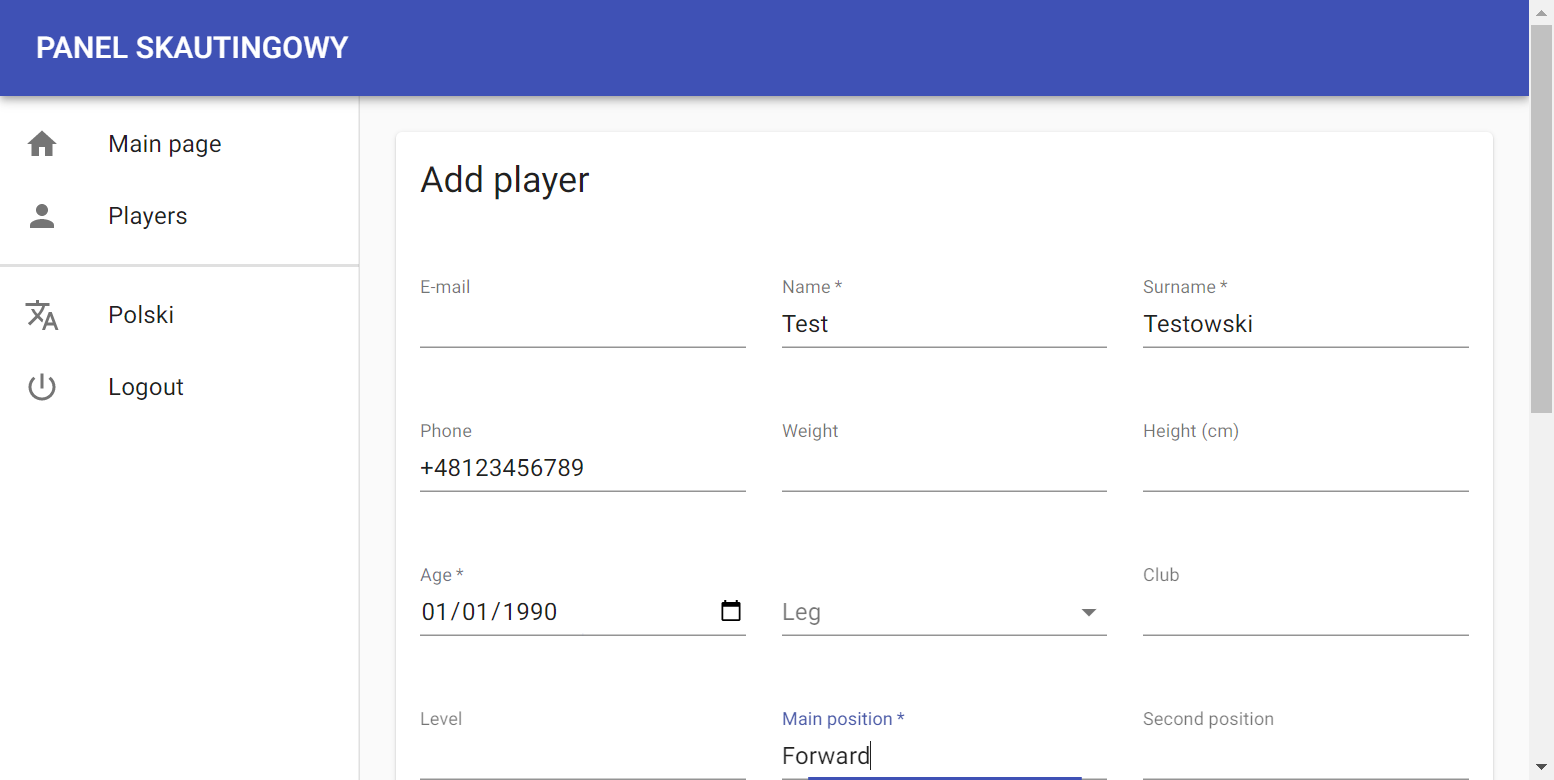 PANEL SKAUTINGOWY
Main page
Players
Polski
Logout
Add player
E-mail
Name *
Test
Surname *
Testowski
Phone
+48123456789
Weight
Height (cm)
Age *
01/01/1990
Leg
Club
Level
Main position *
Forward
Second position